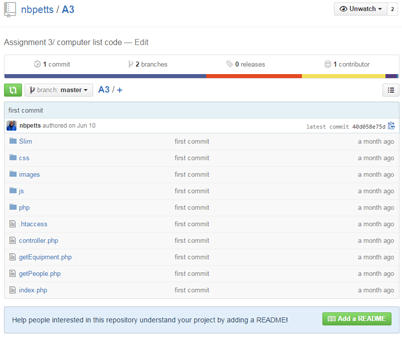 nbpetts / A3
Unwatch 2
Assignment 3/ computer list code — Edit
1 commit 2 branches 0 releases 1 contributor
branch: master A3 / +
first commit
nbpetts authored on Jun 10 latest commit 40d058e75d
Slim first commit a month ago
css first commit a month ago
images first commit a month ago
js first commit a month ago
php first commit a month ago
.htaccess first commit a month ago
controller.php first commit a month ago
getEquipment.php first commit a month ago
getPeople.php first commit a month ago
index.php first commit a month ago
Help people interested in this repository understand your project by adding a README! Add a README